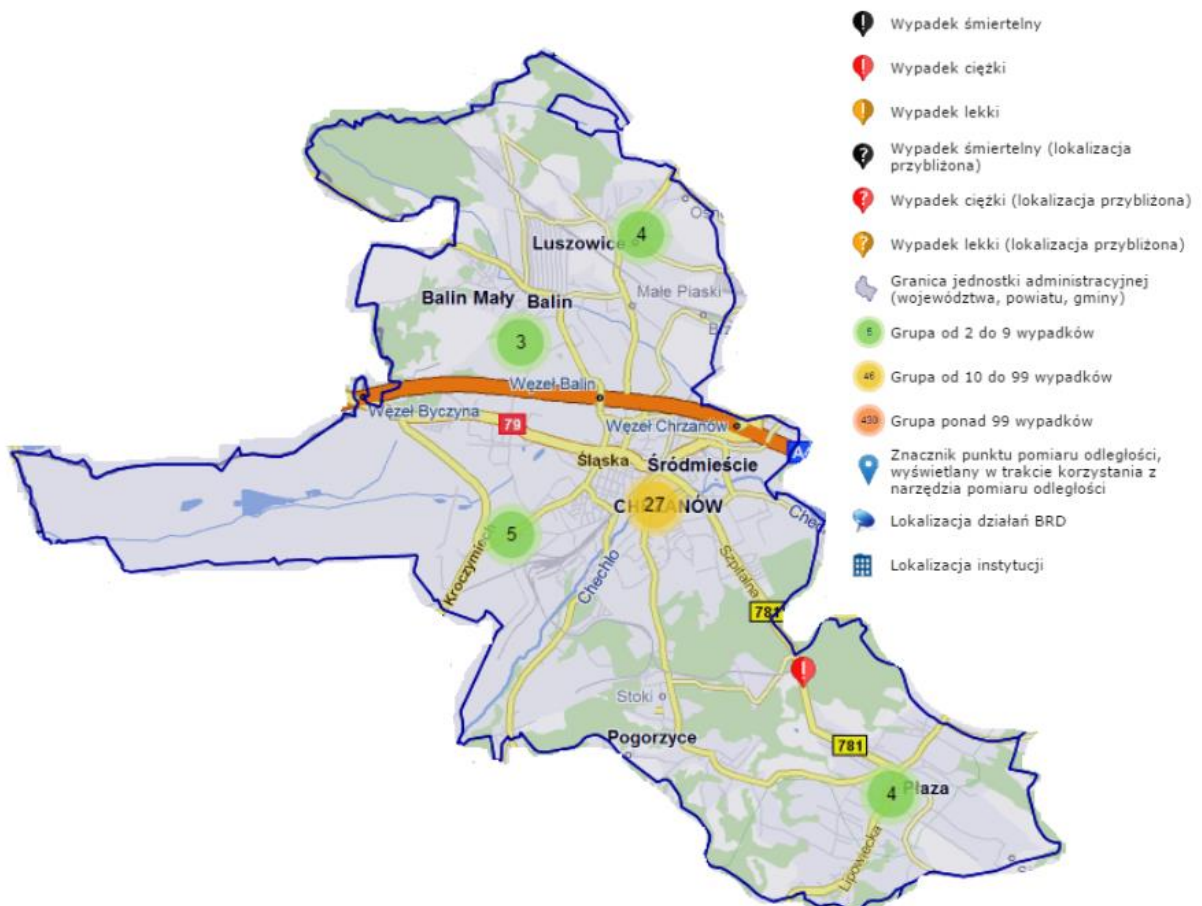 Wypadek śmiertelny
Wypadek ciężki
Wypadek lekki
Wypadek śmiertelny (lokalizacja
przybliżona)
Wypadek ciężki (lokalizacja przybliżona)
Wypadek lekki (lokalizacja przybliżona)
Granica jednostki administracyjnej
(województwa, powiatu, gminy)
5 Grupa od 2 do 9 wypadków
46 Grupa od 10 do 99 wypadków
433 Grupa ponad 99 wypadków
Znacznik punktu pomiaru odległości,
wyświetlany w trakcie korzystania z
narzędzia pomiaru odległości
Lokalizacja działań BRD
Lokalizacja instytucji
Luszowice
4
Balin Mały Balin
Małe Piaski
3
Węzeł Balin
Węzeł Byczyna
79
Węzeł Chrzanów
Śląska
Śródmieście
27
5
Kroczymiech
Chechło
Szpitalna
781
Stoki
Pogorzyce
781
4
Płaza
Lipowiecka